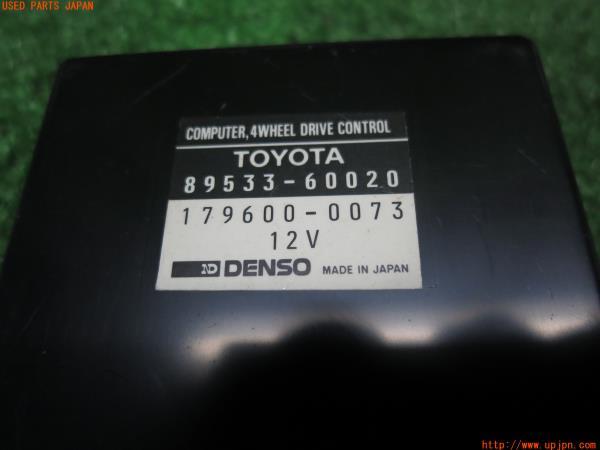 USED PARTS JAPAN
COMPUTER, 4WHEEL DRIVE CONTROL
TOYOTA
89533-60020
179600-0073
12V
ND DENSO MADE IN JAPAN
http://www.upjpn.com